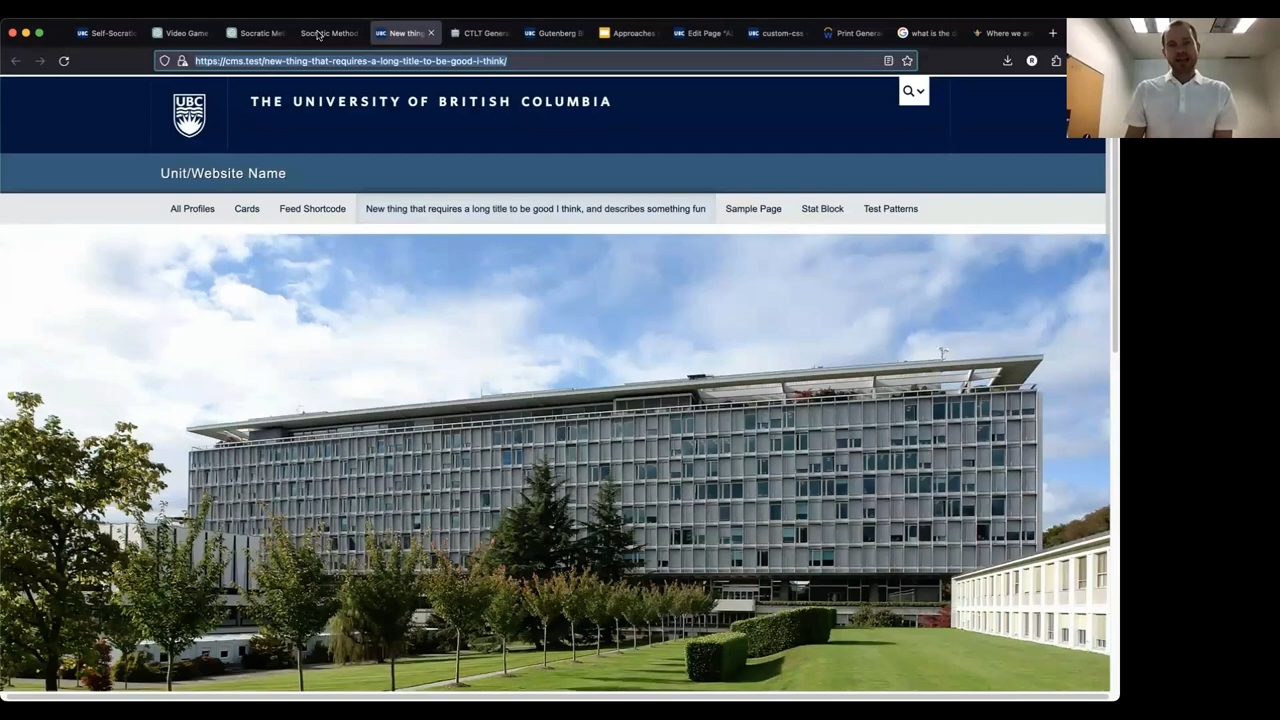 Self-Socratic
Video Game
Socratic Met
Socratic Method
New thing
CTLT Genera
Gutenberg B
Approaches
Edit Page "A
custom-css
Print Genera
what is the d
Where we ar
https://cms.test/new-thing-that-requires-a-long-title-to-be-good-i-think/
UBC
THE UNIVERSITY OF BRITISH COLUMBIA
Unit/Website Name
All Profiles
Cards
Feed Shortcode
New thing that requires a long title to be good I think, and describes something fun
Sample Page
Stat Block
Test Patterns